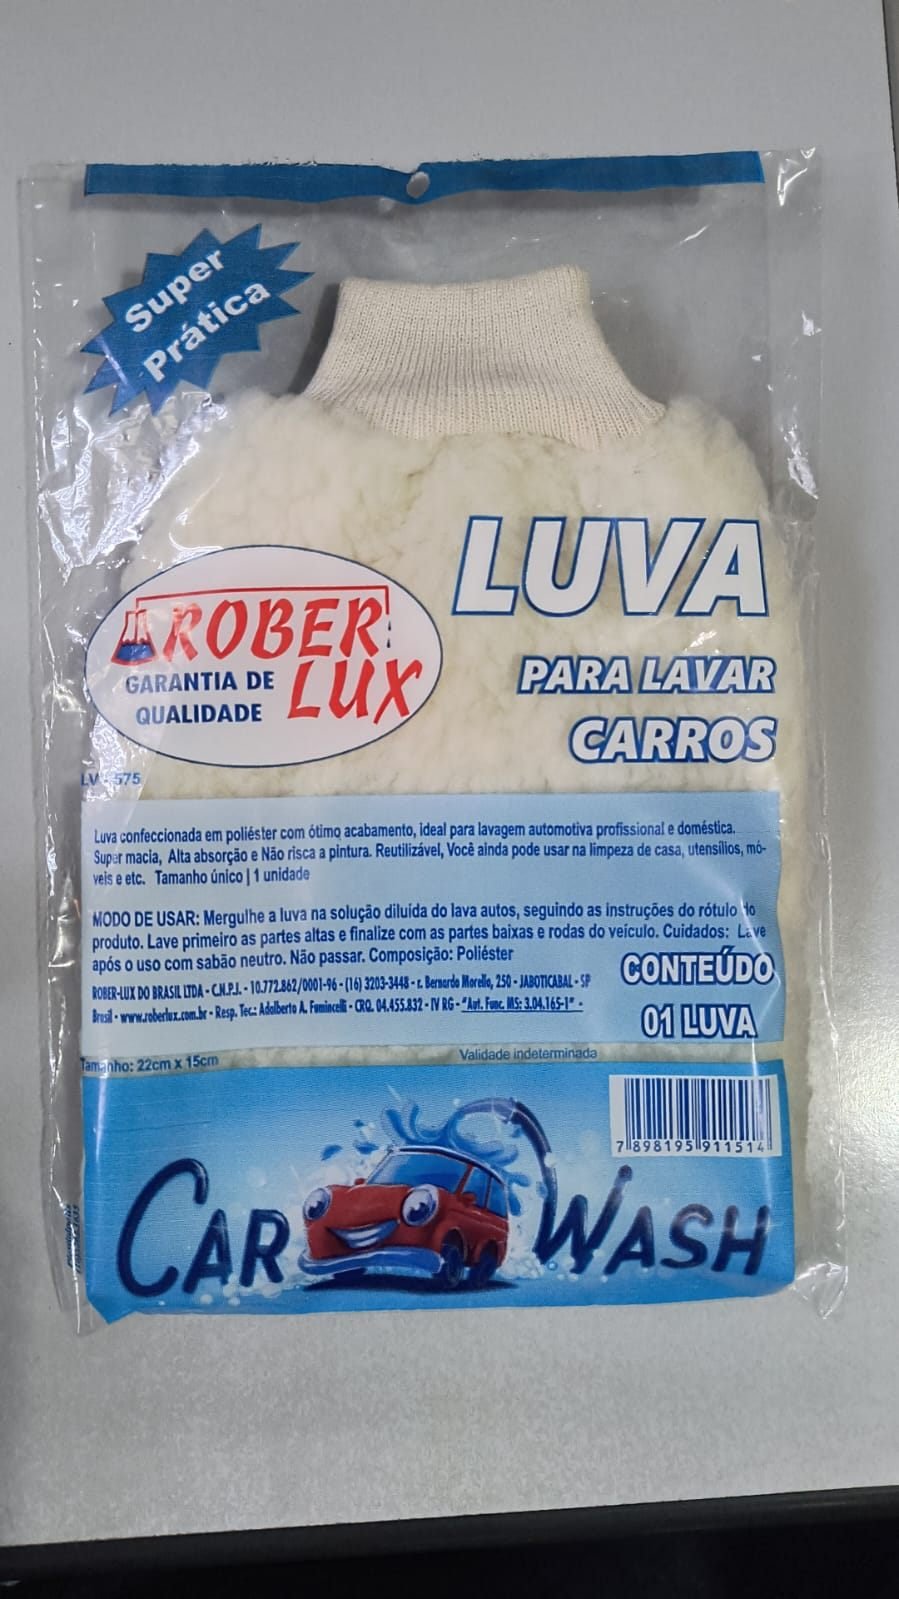 Super
Prática
LUVA
PARA LAVAR
CARROS
ROBER
LUX
GARANTIA DE
QUALIDADE
LV - 575
Luva confeccionada em poliéster com ótimo acabamento, ideal para lavagem automotiva profissional e doméstica.
Super macia, Alta absorção e Não risca a pintura. Reutilizável, Você ainda pode usar na limpeza de casa, utensílios, mó-
veis e etc. Tamanho único | 1 unidade
MODO DE USAR: Mergulhe a luva na solução diluída do lava autos, seguindo as instruções do rótulo do
produto. Lave primeiro as partes altas e finalize com as partes baixas e rodas do veículo. Cuidados: Lave
após o uso com sabão neutro. Não passar. Composição: Poliéster
ROBER-LUX DO BRASIL LTDA - C.N.P.J. - 10.772.862/0001-96 - (16) 3203-3448 - r. Bernardo Morello, 250 - JABOTICABAL - SP
Brasil - www.roberlux.com.br - Resp. Tec.: Adalberto A. Fumincelli - CRQ. 04.455.832 - IV RG - "Aut. Func. MS: 3.04.165-1" -
CONTEÚDO
01 LUVA
Tamanho: 22cm x 15cm
Validade indeterminada
7 898195 911514
CAR WASH